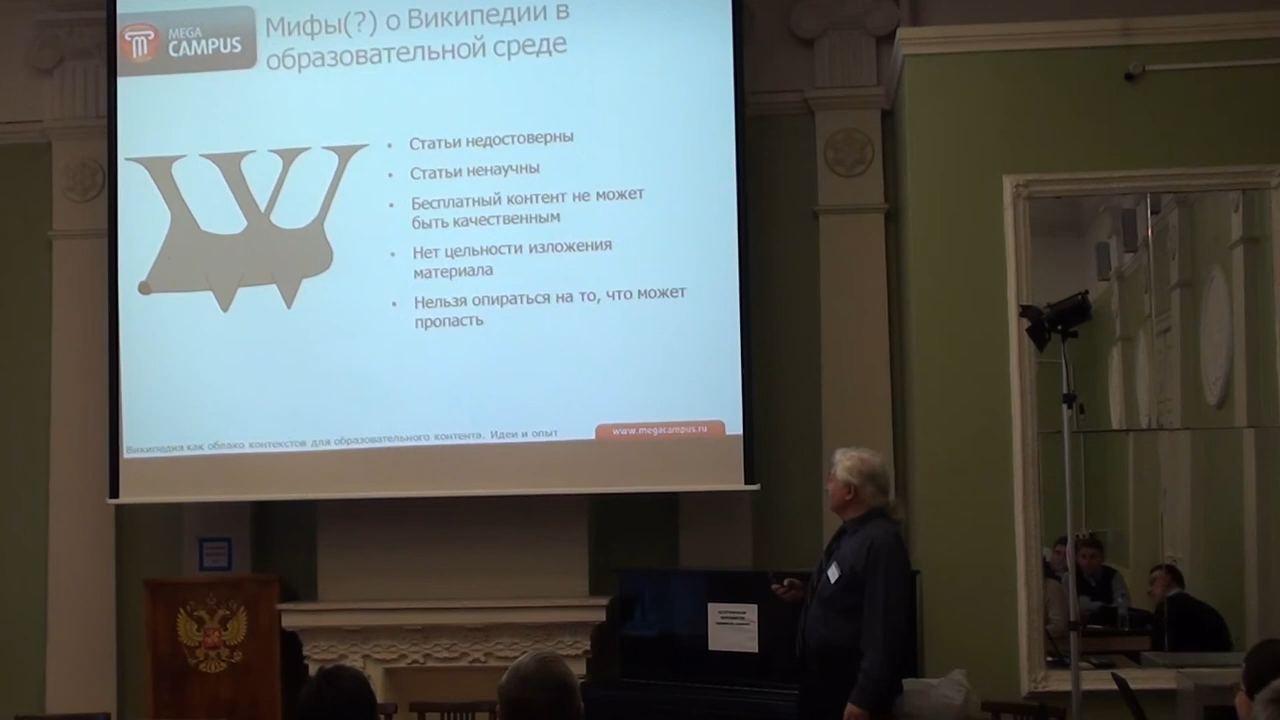 MEGA
CAMPUS
Мифы(?) о Википедии в
образовательной среде
W
• Статьи недостоверны
• Статьи ненаучны
• Бесплатный контент не может
быть качественным
• Нет цельности изложения
материала
• Нельзя опираться на то, что может
пропасть
Википедия как облако контекстов для образовательного контента. Идеи и опыт
www.megacampus.ru